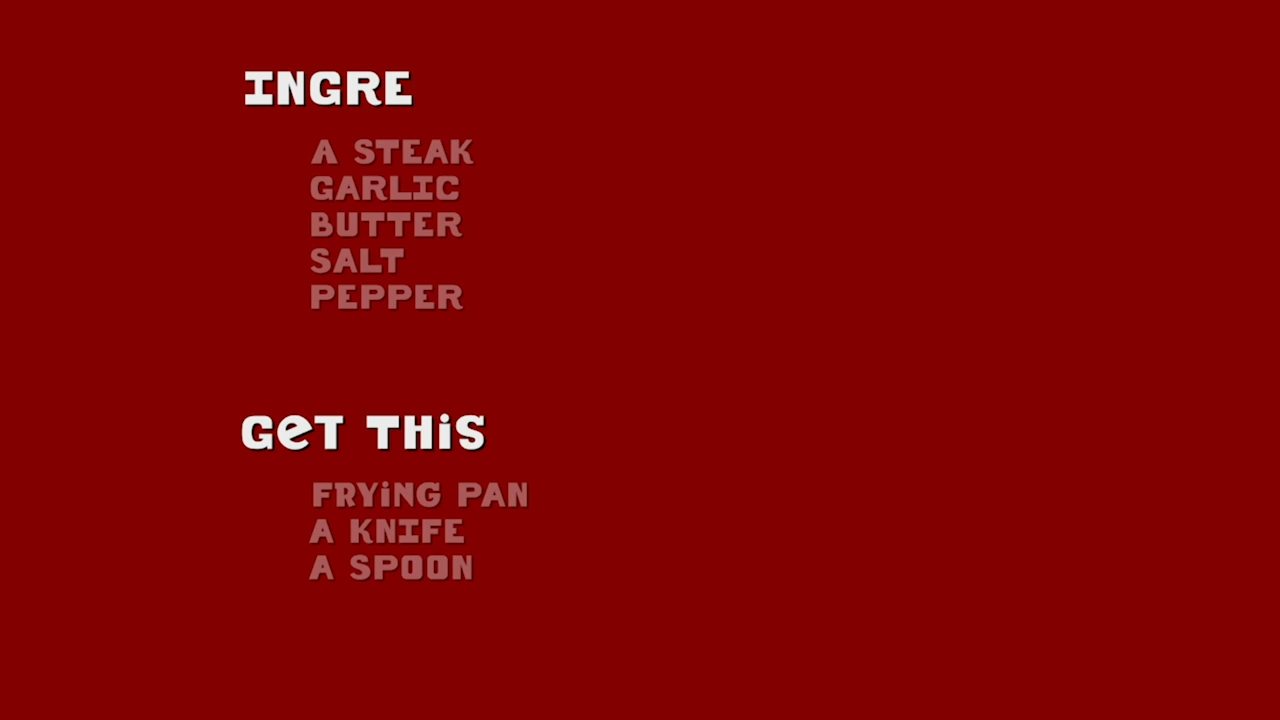 INGRE
A STEAK
GARLIC
BUTTER
SALT
PEPPER
GeT THiS
FRYiNG PAN
A KNIFE
A SPOON